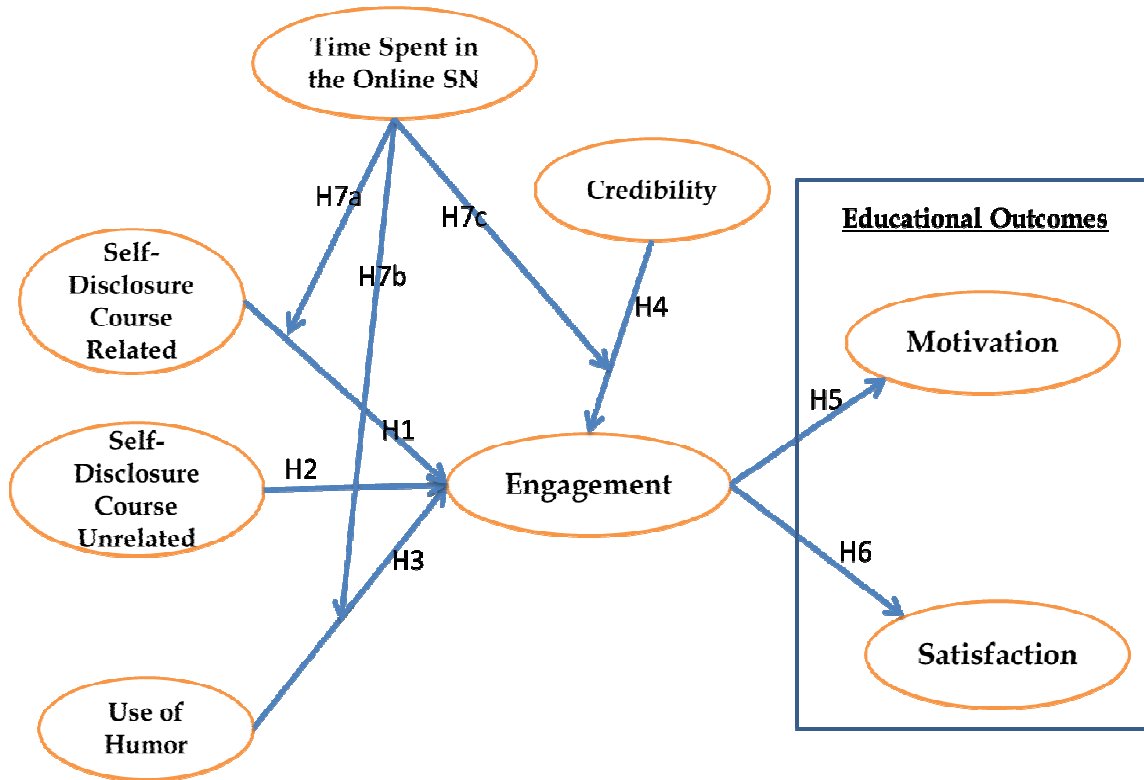 Time Spent in
the Online SN
Credibility
H7a
H7c
Educational Outcomes
Self-
Disclosure
Course
Related
H7b
H4
Motivation
H5
H1
Self-
Disclosure
Course
Unrelated
H2
Engagement
H3
H6
Satisfaction
Use of
Humor